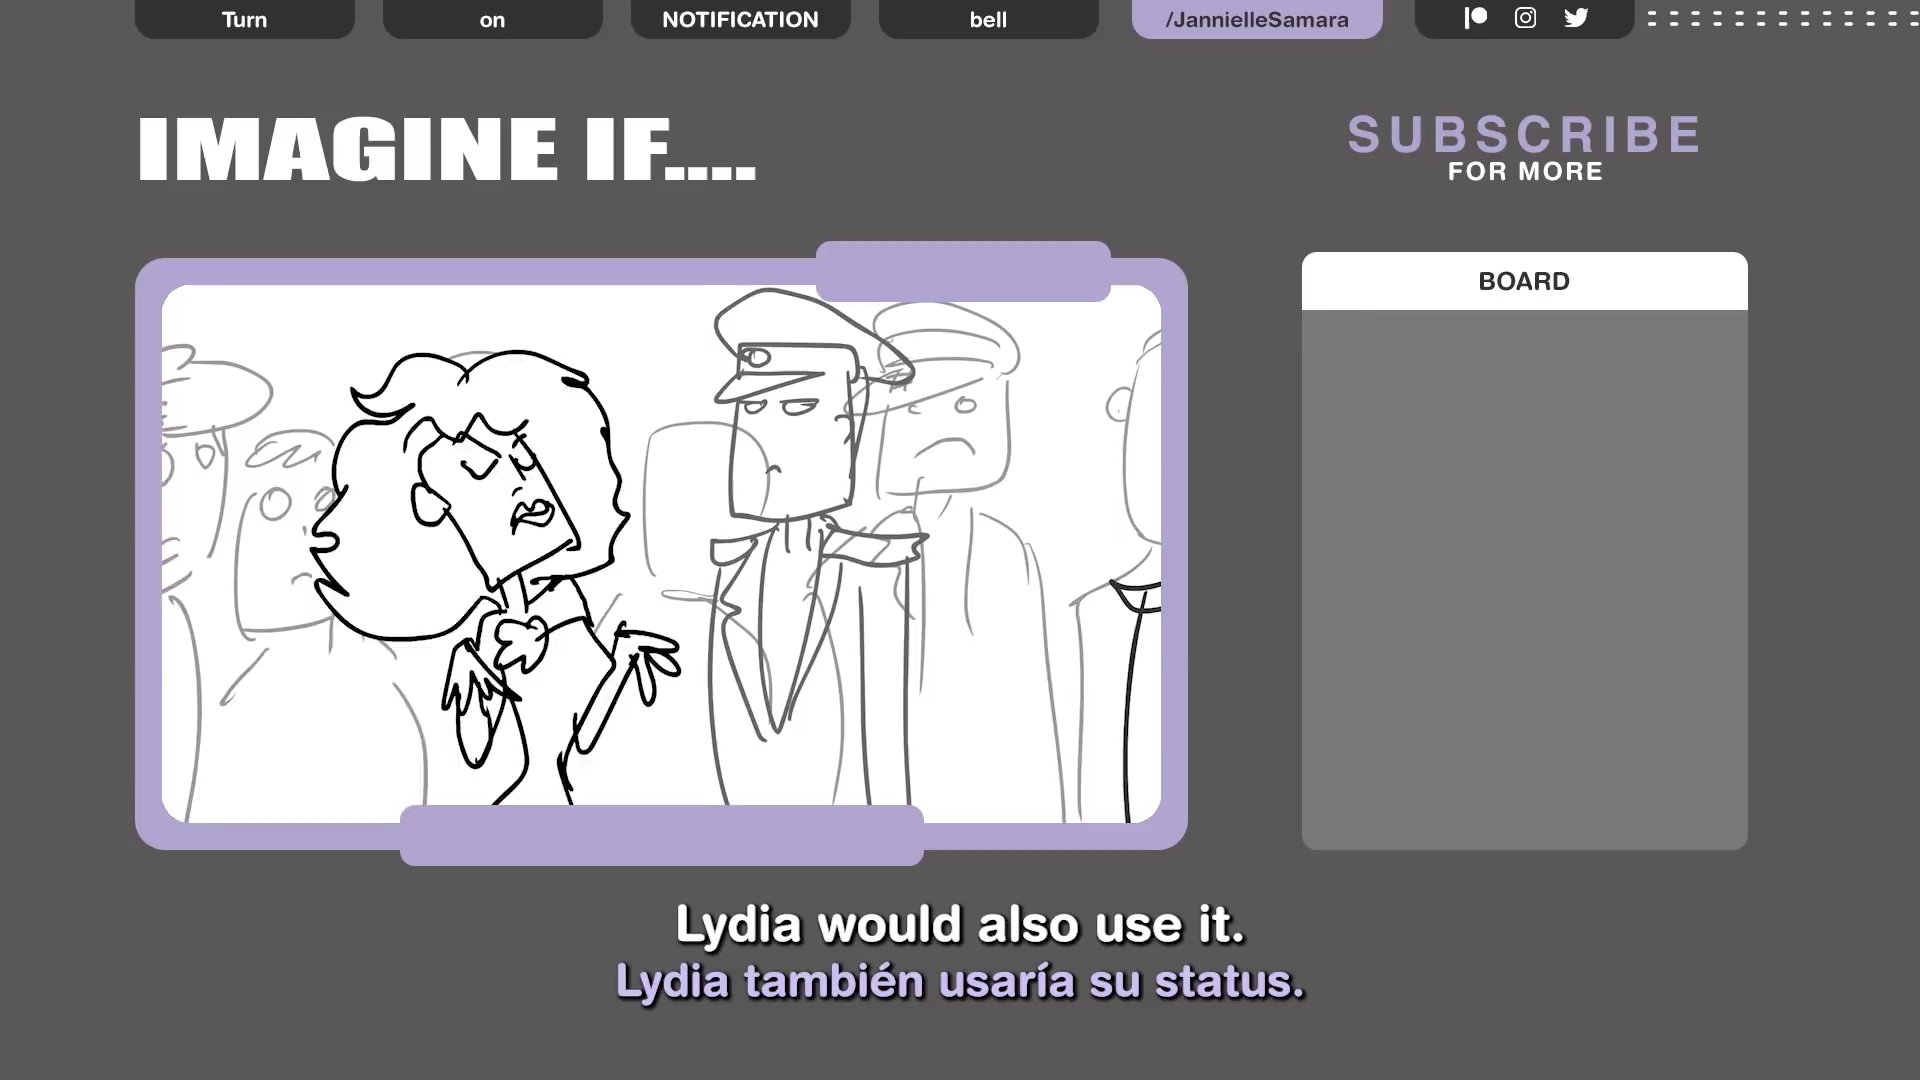 Turn
on
NOTIFICATION
bell
/JannielleSamara
IMAGINE IF....
SUBSCRIBE
FOR MORE
BOARD
Lydia would also use it.
Lydia también usaría su status.